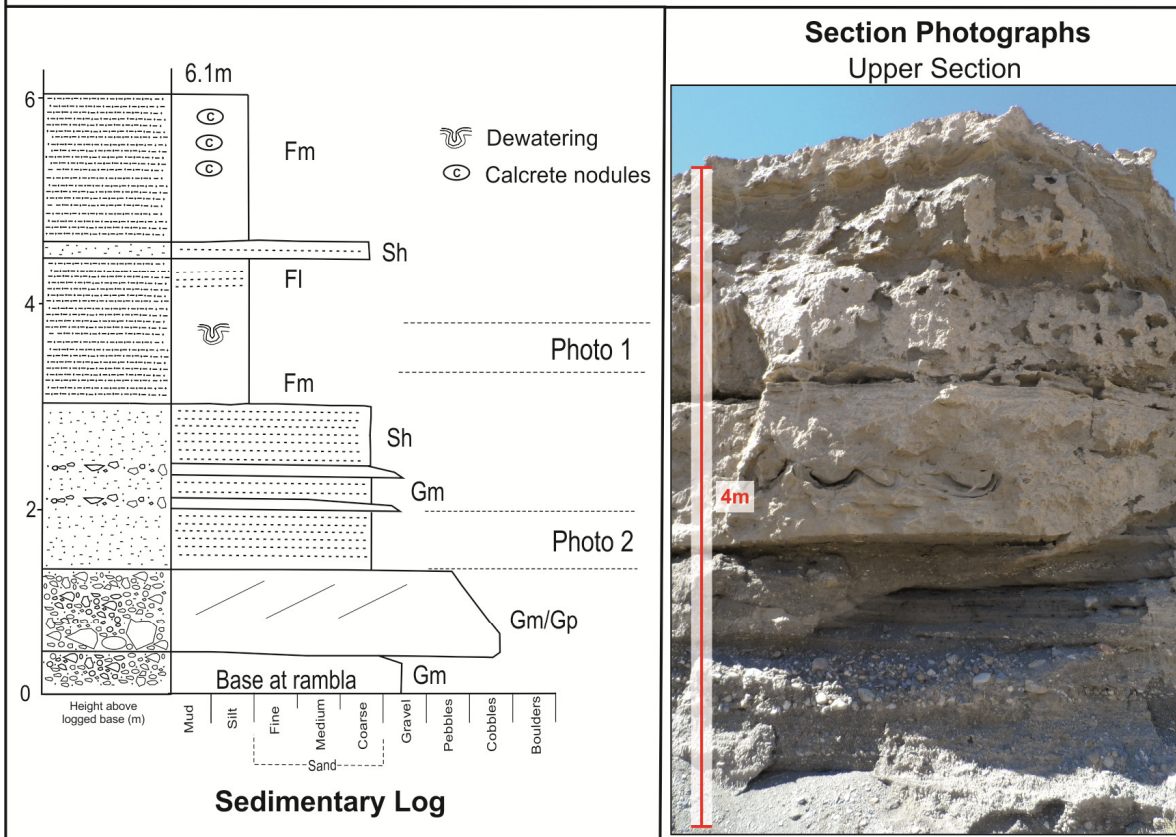 6.1m
6
C
C
C
Fm
Dewatering
C Calcrete nodules
Sh
Fl
4
Photo 1
Fm
Sh
Gm
2
Photo 2
Gm/Gp
Gm
0
Base at rambla
Height above
logged base (m)
Mud
Silt
Fine
Medium
Coarse
Gravel
Pebbles
Cobbles
Boulders
Sand
Sedimentary Log
Section Photographs
Upper Section
4m